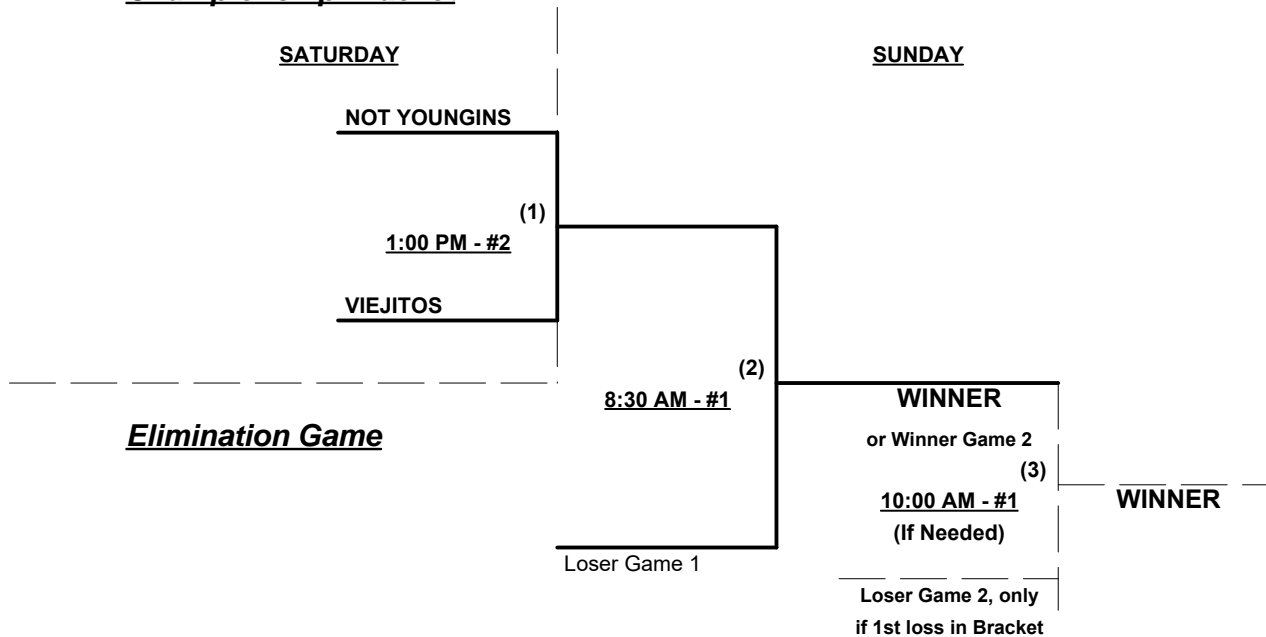 SATURDAY
SUNDAY
NOT YOUNGINS
(1)
1:00 PM - #2
VIEJITOS
(2)
8:30 AM - #1
WINNER
Elimination Game
or Winner Game 2
(3)
10:00 AM - #1
WINNER
(If Needed)
Loser Game 1
Loser Game 2, only
if 1st loss in Bracket